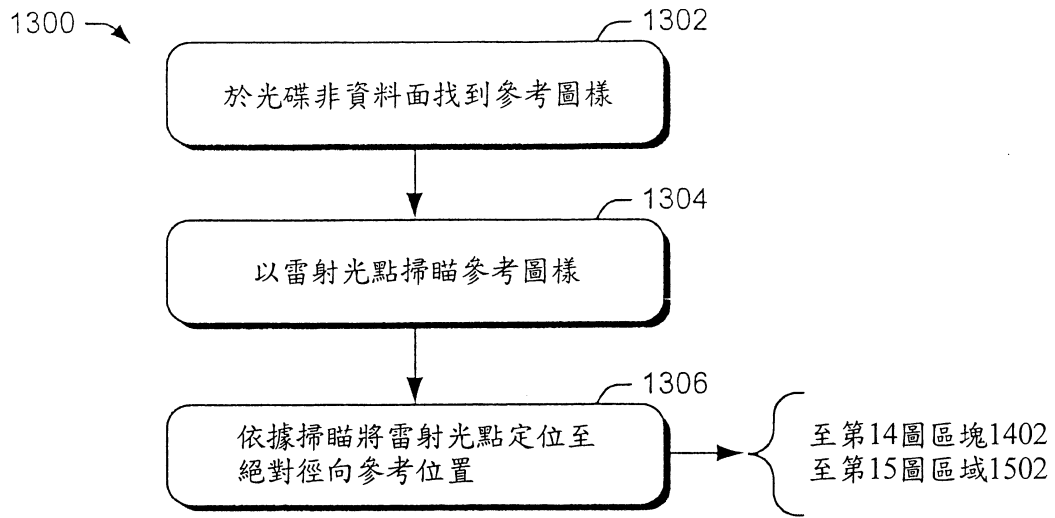 1300
1302
於光碟非資料面找到參考圖樣
1304
以雷射光點掃瞄參考圖樣
1306
依據掃瞄將雷射光點定位至
絕對徑向參考位置
至第14圖區塊1402
至第15圖區域1502